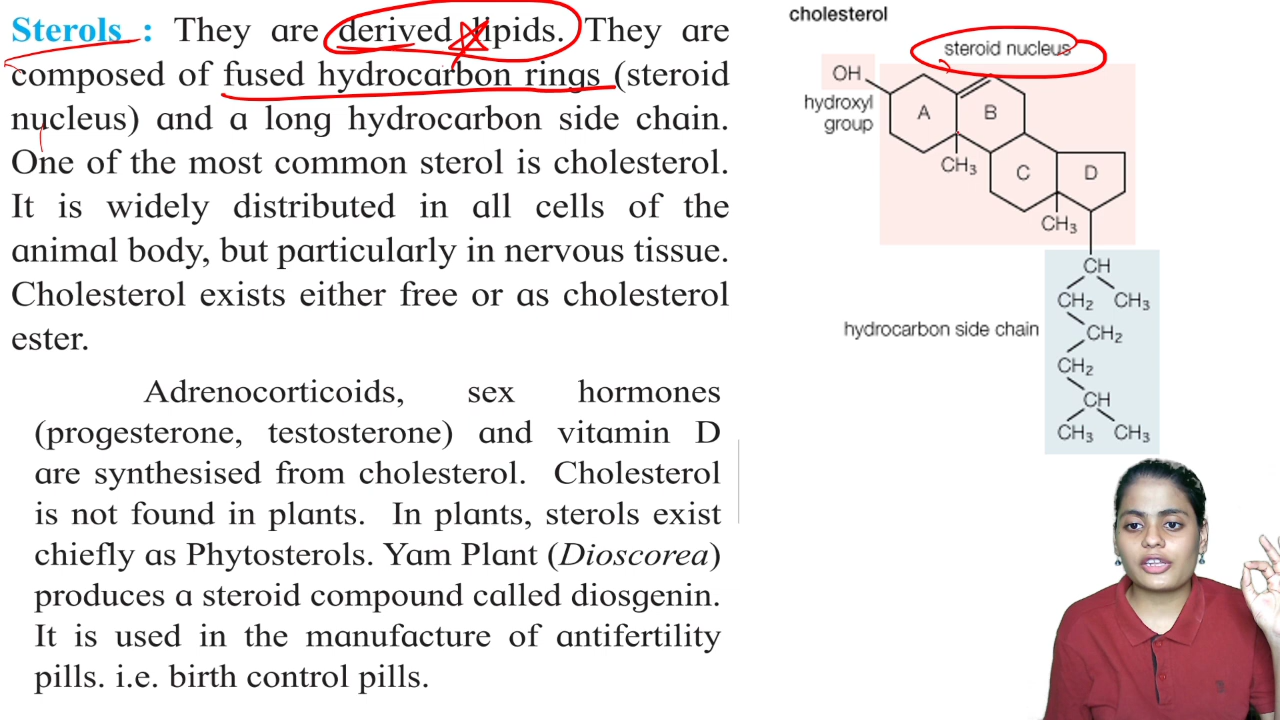 Sterols : They are derived lipids. They are
composed of fused hydrocarbon rings (steroid
nucleus) and a long hydrocarbon side chain.
One of the most common sterol is cholesterol.
It is widely distributed in all cells of the
animal body, but particularly in nervous tissue.
Cholesterol exists either free or as cholesterol
ester.
Adrenocorticoids, sex hormones
(progesterone, testosterone) and vitamin D
are synthesised from cholesterol. Cholesterol
is not found in plants. In plants, sterols exist
chiefly as Phytosterols. Yam Plant (Dioscorea)
produces a steroid compound called diosgenin.
It is used in the manufacture of antifertility
pills. i.e. birth control pills.
cholesterol
steroid nucleus
OH
hydroxyl
group
A
B
CH3
C
D
CH3
CH
CH2 CH3
hydrocarbon side chain
CH2
CH2
CH
CH3 CH3